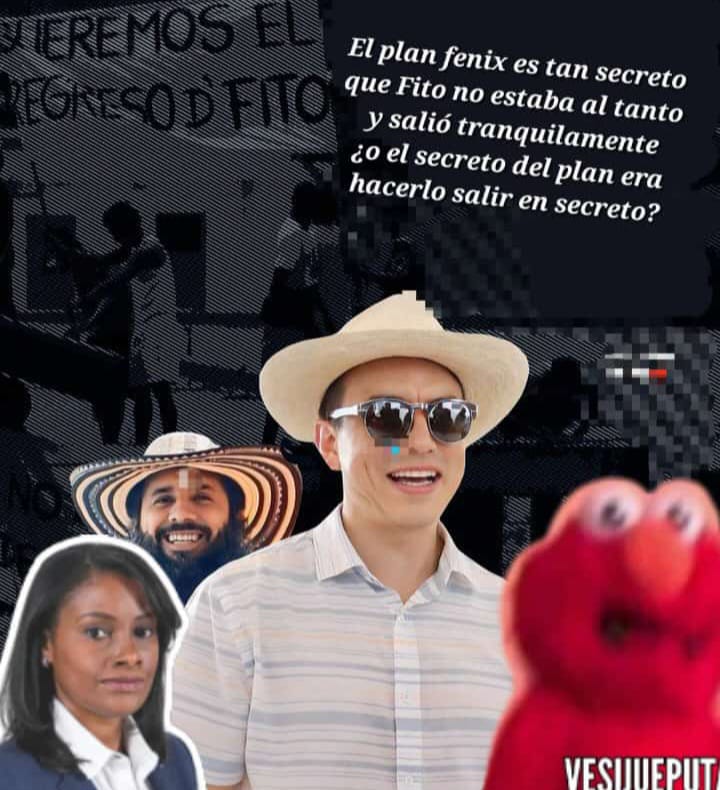 QUEREMOS EL
REGRESO D' FITO
El plan fenix es tan secreto
que Fito no estaba al tanto
y salió tranquilamente
¿o el secreto del plan era
hacerlo salir en secreto?
NO
YESIJUEPUTA